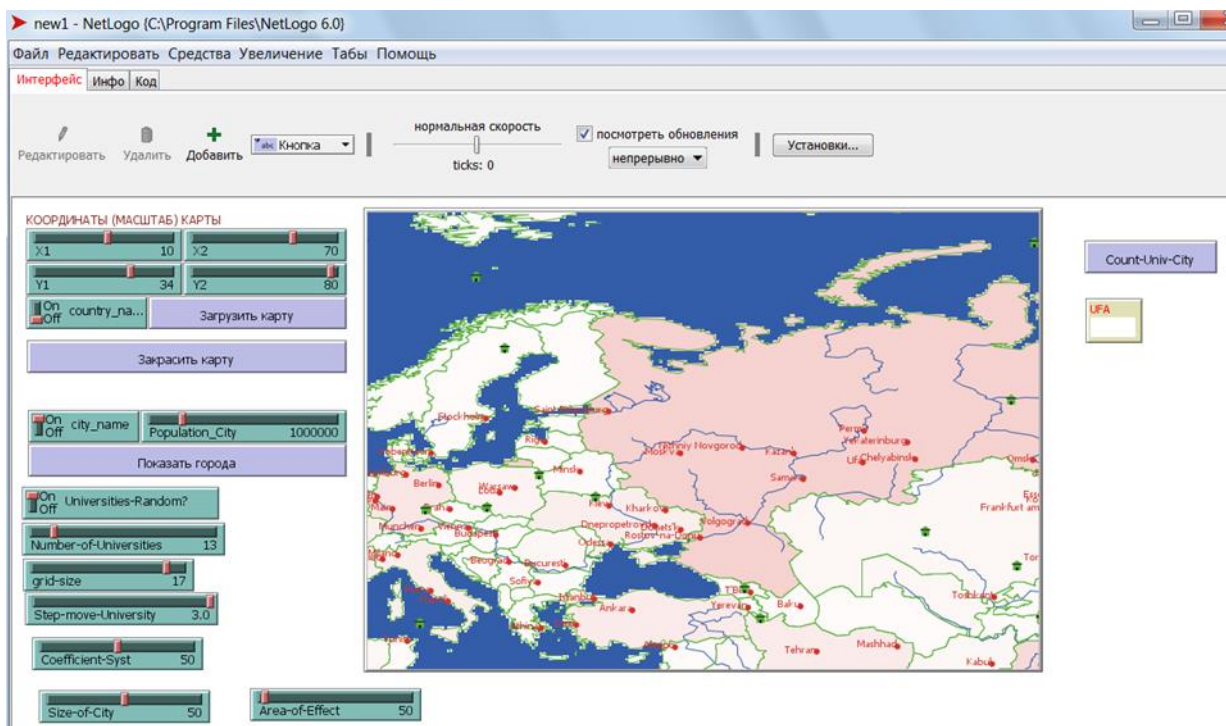 new1 - NetLogo {C:\Program Files\NetLogo 6.0}
Файл Редактировать Средства Увеличение Табы Помощь
Интерфейс Инфо Код
Редактировать Удалить Добавить abc Кнопка
нормальная скорость
ticks: 0
посмотреть обновления
непрерывно
Установки...
КООРДИНАТЫ (МАСШТАБ) КАРТЫ
X1 10 X2 70
Y1 34 Y2 80
On Off country_na... Загрузить карту
Закрасить карту
On Off city_name Population_City 1000000
Показать города
On Off Universities-Random?
Number-of-Universities 13
grid-size 17
Step-move-University 3.0
Coefficient-Syst 50
Size-of-City 50
Area-of-Effect 50
Count-Univ-City
UFA
Stockholm
Riga
Minsk
Berlin
Warsaw
Kazan
Perm
Chelyabinsk
Samara
Volgograd
Kharkov
Dnepropetrovsk
Rostov-na-Donu
Odessa
Munchen
Budapest
Beograd
Bucuresti
Sofiya
Istanbul
Ankara
Yerevan
Baku
Tehran
Mashhad
Kabul
Toshkent
Omsk
Frankfurt am